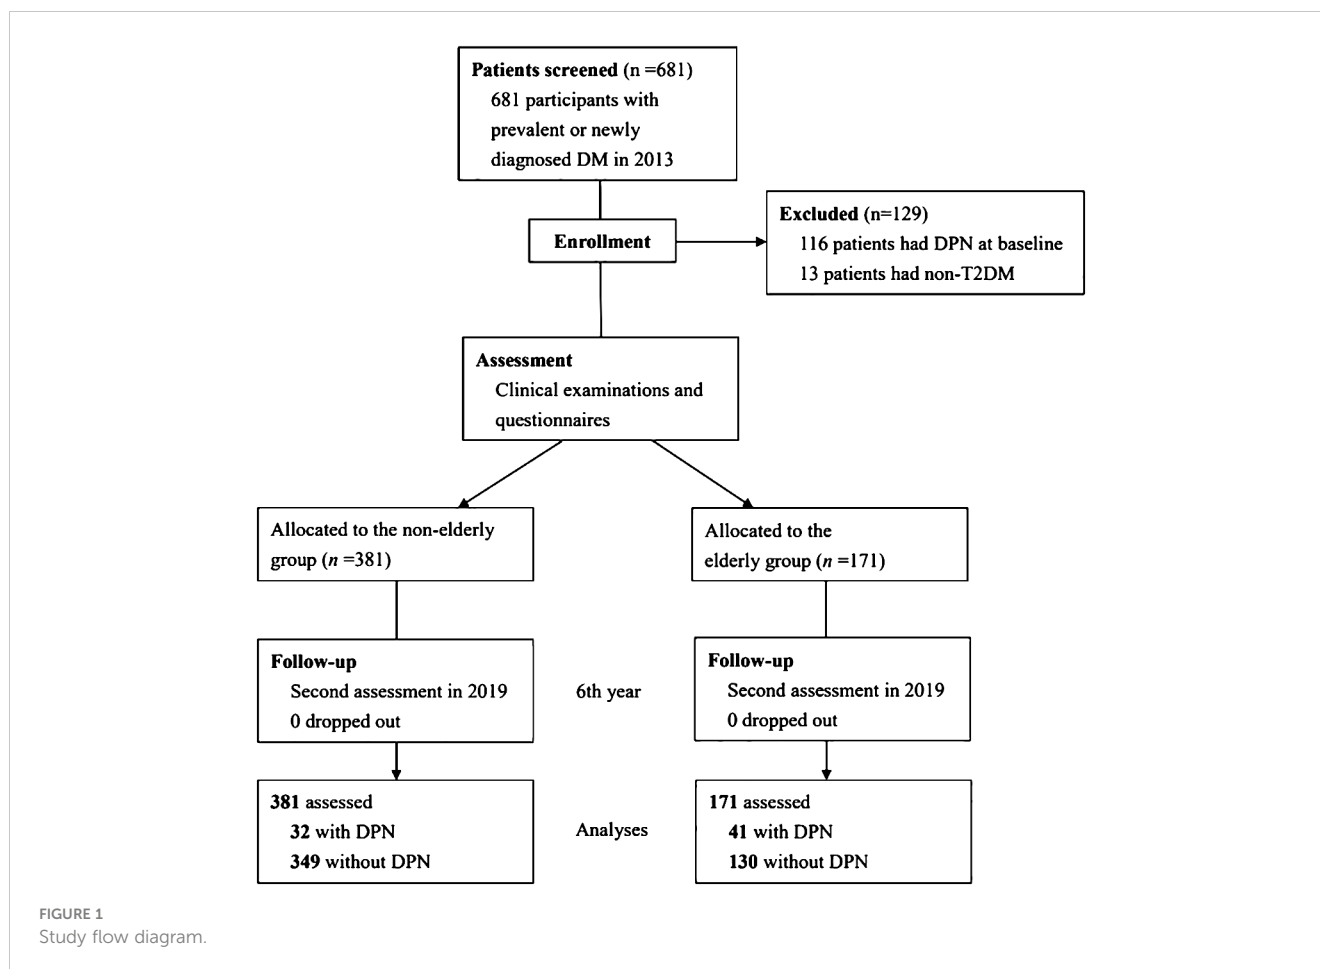 Patients screened (n =681)
681 participants with
prevalent or newly
diagnosed DM in 2013
Enrollment
Excluded (n=129)
116 patients had DPN at baseline
13 patients had non-T2DM
Assessment
Clinical examinations and
questionnaires
Allocated to the non-elderly
group (n =381)
Allocated to the
elderly group (n =171)
Follow-up
Second assessment in 2019
0 dropped out
6th year
Follow-up
Second assessment in 2019
0 dropped out
381 assessed
32 with DPN
349 without DPN
Analyses
171 assessed
41 with DPN
130 without DPN
FIGURE 1
Study flow diagram.